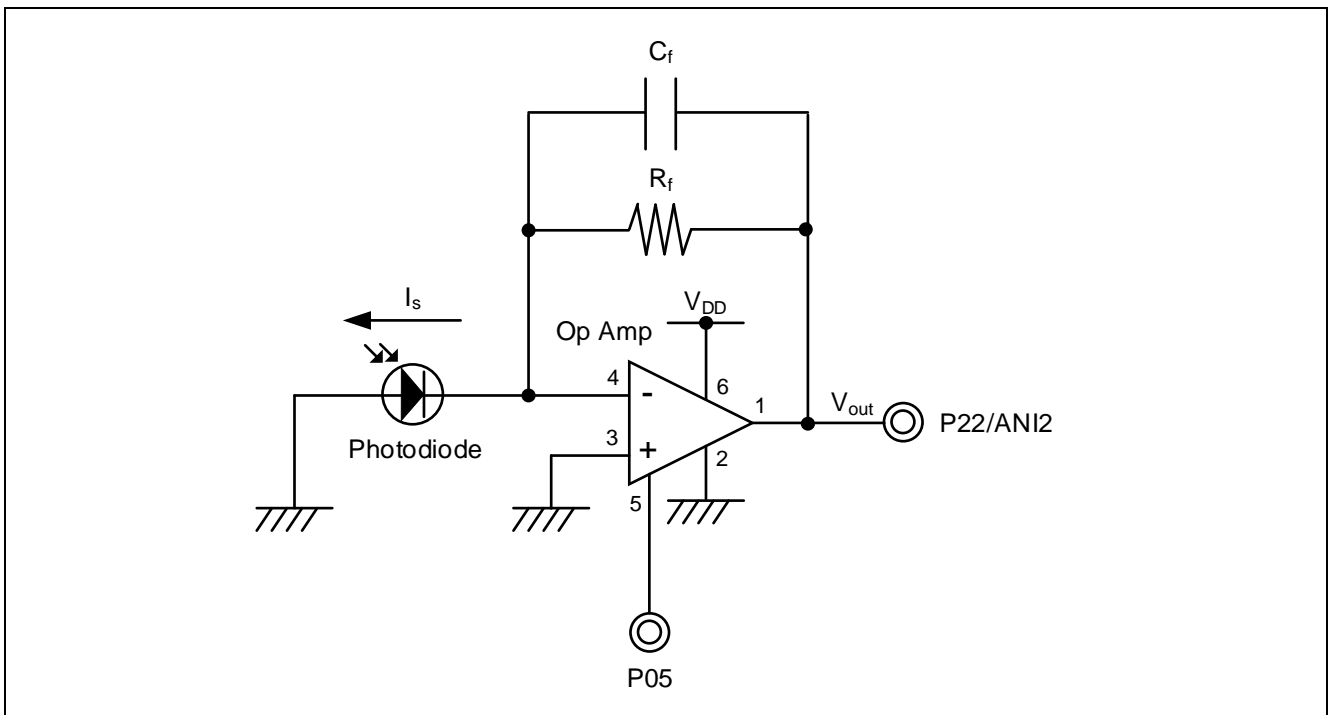 Cf
Rf
Is
VDD
Op Amp
4
6
-
1
Vout
P22/ANI2
3
+
2
Photodiode
5
P05